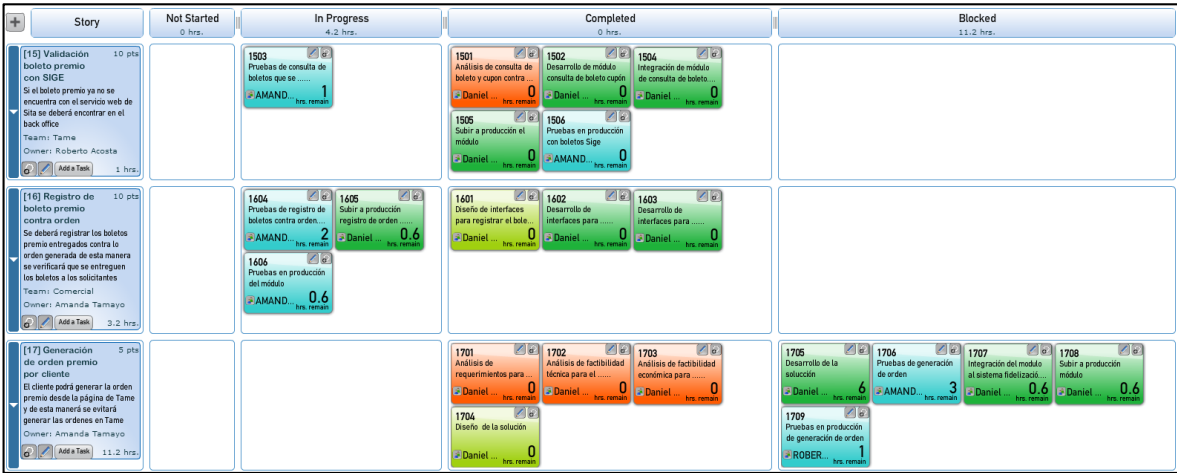 Story
Not Started
0 hrs.
In Progress
4.2 hrs.
Completed
0 hrs.
Blocked
11.2 hrs.
[15] Validación 10 pts
boleto premio
con SIGE
Si el boleto premio ya no se
encuentra con el servicio web de
Sita se deberá encontrar en el
back office
Team: Tame
Owner: Roberto Acosta
Add a Task 1 hrs.
1503
Pruebas de consulta de
boletos que se ......
AMAND... 1
hrs. remain
1501
Análisis de consulta de
boleto y cupon contra ...
Daniel ... 0
hrs. remain
1502
Desarrollo de módulo
consulta de boleto cupón
Daniel ... 0
hrs. remain
1504
Integración de módulo
de consulta de boleto....
Daniel ... 0
hrs. remain
1505
Subir a producción el
módulo
Daniel ... 0
hrs. remain
1506
Pruebas en producción
con boletos Sige
AMAND... 0
hrs. remain
[16] Registro de 10 pts
boleto premio
contra orden
Se deberá registrar los boletos
premio entregados contra lo
orden generada de esta manera
se verificará que se entreguen
los boletos a los solicitantes
Team: Comercial
Owner: Amanda Tamayo
Add a Task 3.2 hrs.
1604
Pruebas de registro de
boletos contra orden....
AMAND... 2
hrs. remain
1605
Subir a producción
registro de orden ......
Daniel ... 0.6
hrs. remain
1606
Pruebas en producción
del módulo
AMAND... 0.6
hrs. remain
1601
Diseño de interfaces
para registrar el bole...
Daniel ... 0
hrs. remain
1602
Desarrollo de
interfaces para ......
Daniel ... 0
hrs. remain
1603
Desarrollo de
interfaces para ......
Daniel ... 0
hrs. remain
[17] Generación 5 pts
de orden premio
por cliente
El cliente podrá generar la orden
premio desde la página de Tame
y de esta manerá se evitará
generar las ordenes en Tame
Owner: Amanda Tamayo
Add a Task 11.2 hrs.
1701
Análisis de
requerimientos para ...
Daniel ... 0
hrs. remain
1702
Análisis de factibilidad
técnica para el ......
Daniel ... 0
hrs. remain
1703
Análisis de factibilidad
económica para ......
Daniel ... 0
hrs. remain
1704
Diseño de la solución
Daniel ... 0
hrs. remain
1705
Desarrollo de la
solucción
Daniel ... 6
hrs. remain
1706
Pruebas de generación
de orden
AMAND... 3
hrs. remain
1707
Integración del modulo
al sistema fidelizació....
Daniel ... 0.6
hrs. remain
1708
Subir a producción
módulo
Daniel ... 0.6
hrs. remain
1709
Pruebas en producción
de generación de orden
ROBER... 1
hrs. remain